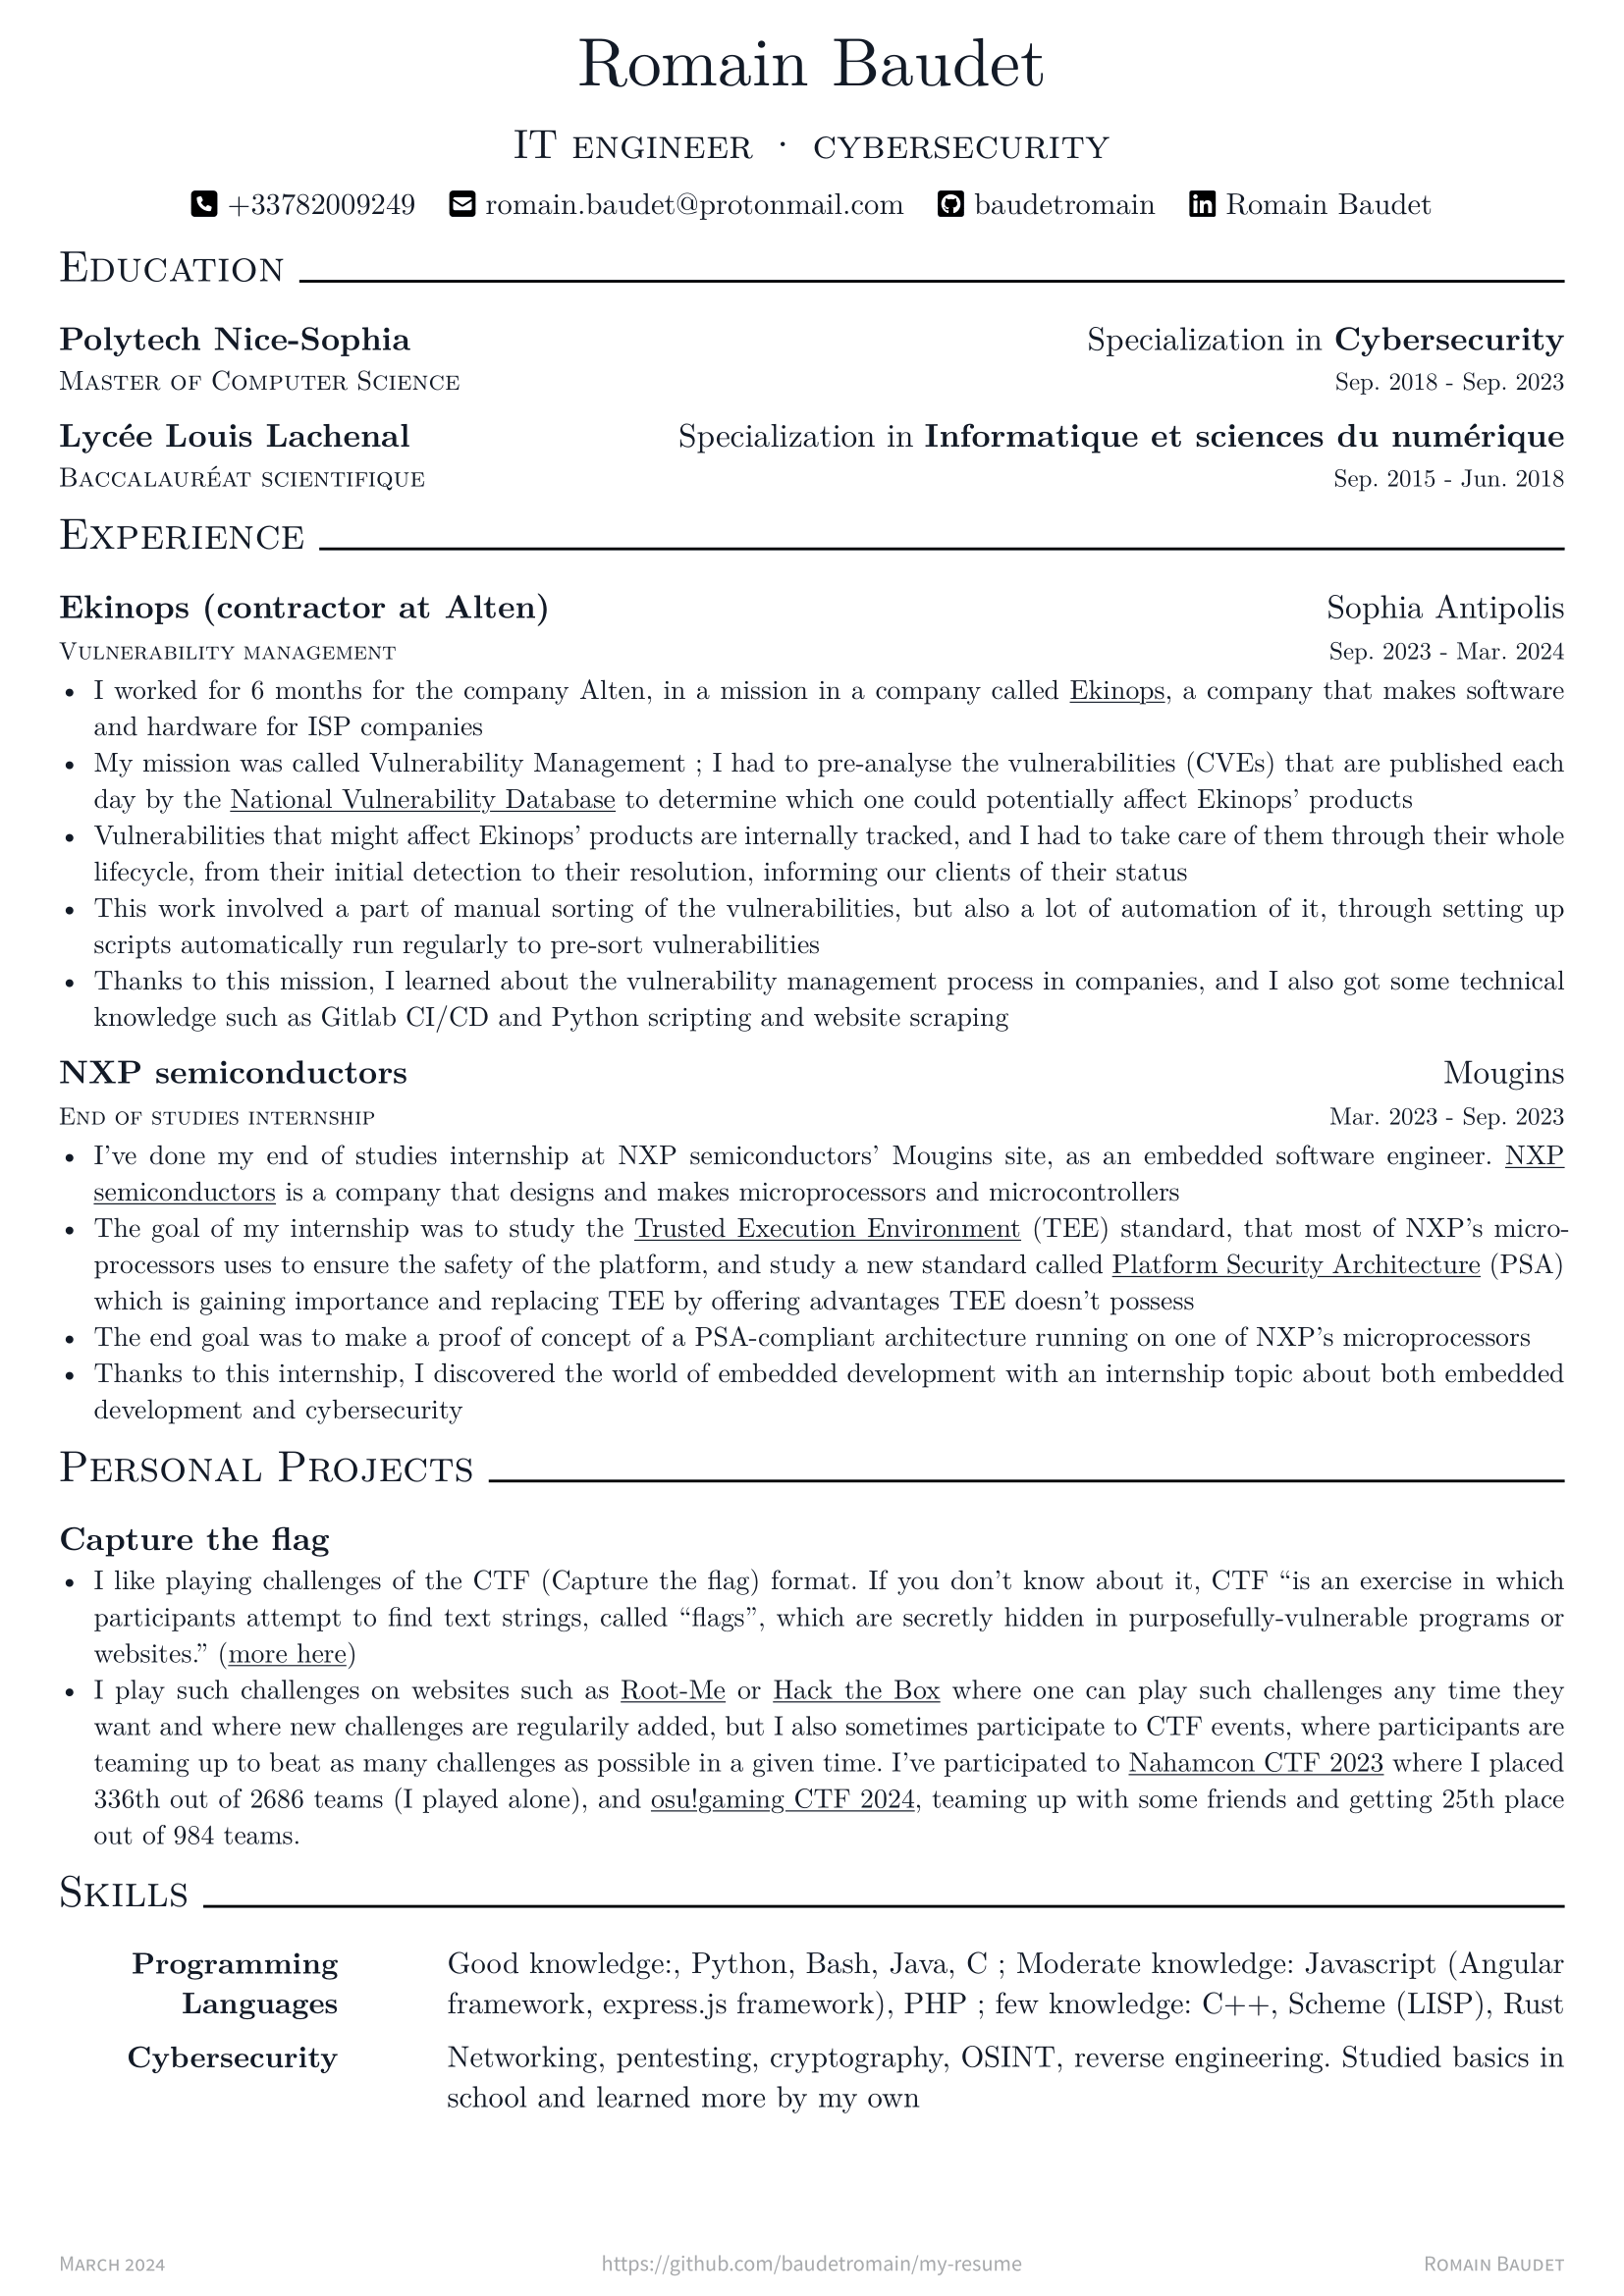 Romain Baudet
IT engineer · cybersecurity
+33782009249 romain.baudet@protonmail.com baudetromain Romain Baudet
Education
Polytech Nice-Sophia Specialization in Cybersecurity
Master of Computer Science Sep. 2018 - Sep. 2023
Lycée Louis Lachenal Specialization in Informatique et sciences du numérique
Baccalauréat scientifique Sep. 2015 - Jun. 2018
Experience
Ekinops (contractor at Alten) Sophia Antipolis
Vulnerability management Sep. 2023 - Mar. 2024
• I worked for 6 months for the company Alten, in a mission in a company called Ekinops, a company that makes software
and hardware for ISP companies
• My mission was called Vulnerability Management ; I had to pre-analyse the vulnerabilities (CVEs) that are published each
day by the National Vulnerability Database to determine which one could potentially affect Ekinops' products
• Vulnerabilities that might affect Ekinops' products are internally tracked, and I had to take care of them through their whole
lifecycle, from their initial detection to their resolution, informing our clients of their status
• This work involved a part of manual sorting of the vulnerabilities, but also a lot of automation of it, through setting up
scripts automatically run regularly to pre-sort vulnerabilities
• Thanks to this mission, I learned about the vulnerability management process in companies, and I also got some technical
knowledge such as Gitlab CI/CD and Python scripting and website scraping
NXP semiconductors Mougins
End of studies internship Mar. 2023 - Sep. 2023
• I've done my end of studies internship at NXP semiconductors' Mougins site, as an embedded software engineer. NXP
semiconductors is a company that designs and makes microprocessors and microcontrollers
• The goal of my internship was to study the Trusted Execution Environment (TEE) standard, that most of NXP's micro-
processors uses to ensure the safety of the platform, and study a new standard called Platform Security Architecture (PSA)
which is gaining importance and replacing TEE by offering advantages TEE doesn't possess
• The end goal was to make a proof of concept of a PSA-compliant architecture running on one of NXP's microprocessors
• Thanks to this internship, I discovered the world of embedded development with an internship topic about both embedded
development and cybersecurity
Personal Projects
Capture the flag
• I like playing challenges of the CTF (Capture the flag) format. If you don't know about it, CTF “is an exercise in which
participants attempt to find text strings, called “flags”, which are secretly hidden in purposefully-vulnerable programs or
websites.” (more here)
• I play such challenges on websites such as Root-Me or Hack the Box where one can play such challenges any time they
want and where new challenges are regularily added, but I also sometimes participate to CTF events, where participants are
teaming up to beat as many challenges as possible in a given time. I've participated to Nahamcon CTF 2023 where I placed
336th out of 2686 teams (I played alone), and osu!gaming CTF 2024, teaming up with some friends and getting 25th place
out of 984 teams.
Skills
Programming Good knowledge:, Python, Bash, Java, C ; Moderate knowledge: Javascript (Angular
Languages framework, express.js framework), PHP ; few knowledge: C++, Scheme (LISP), Rust
Cybersecurity Networking, pentesting, cryptography, OSINT, reverse engineering. Studied basics in
school and learned more by my own
March 2024 https://github.com/baudetromain/my-resume Romain Baudet